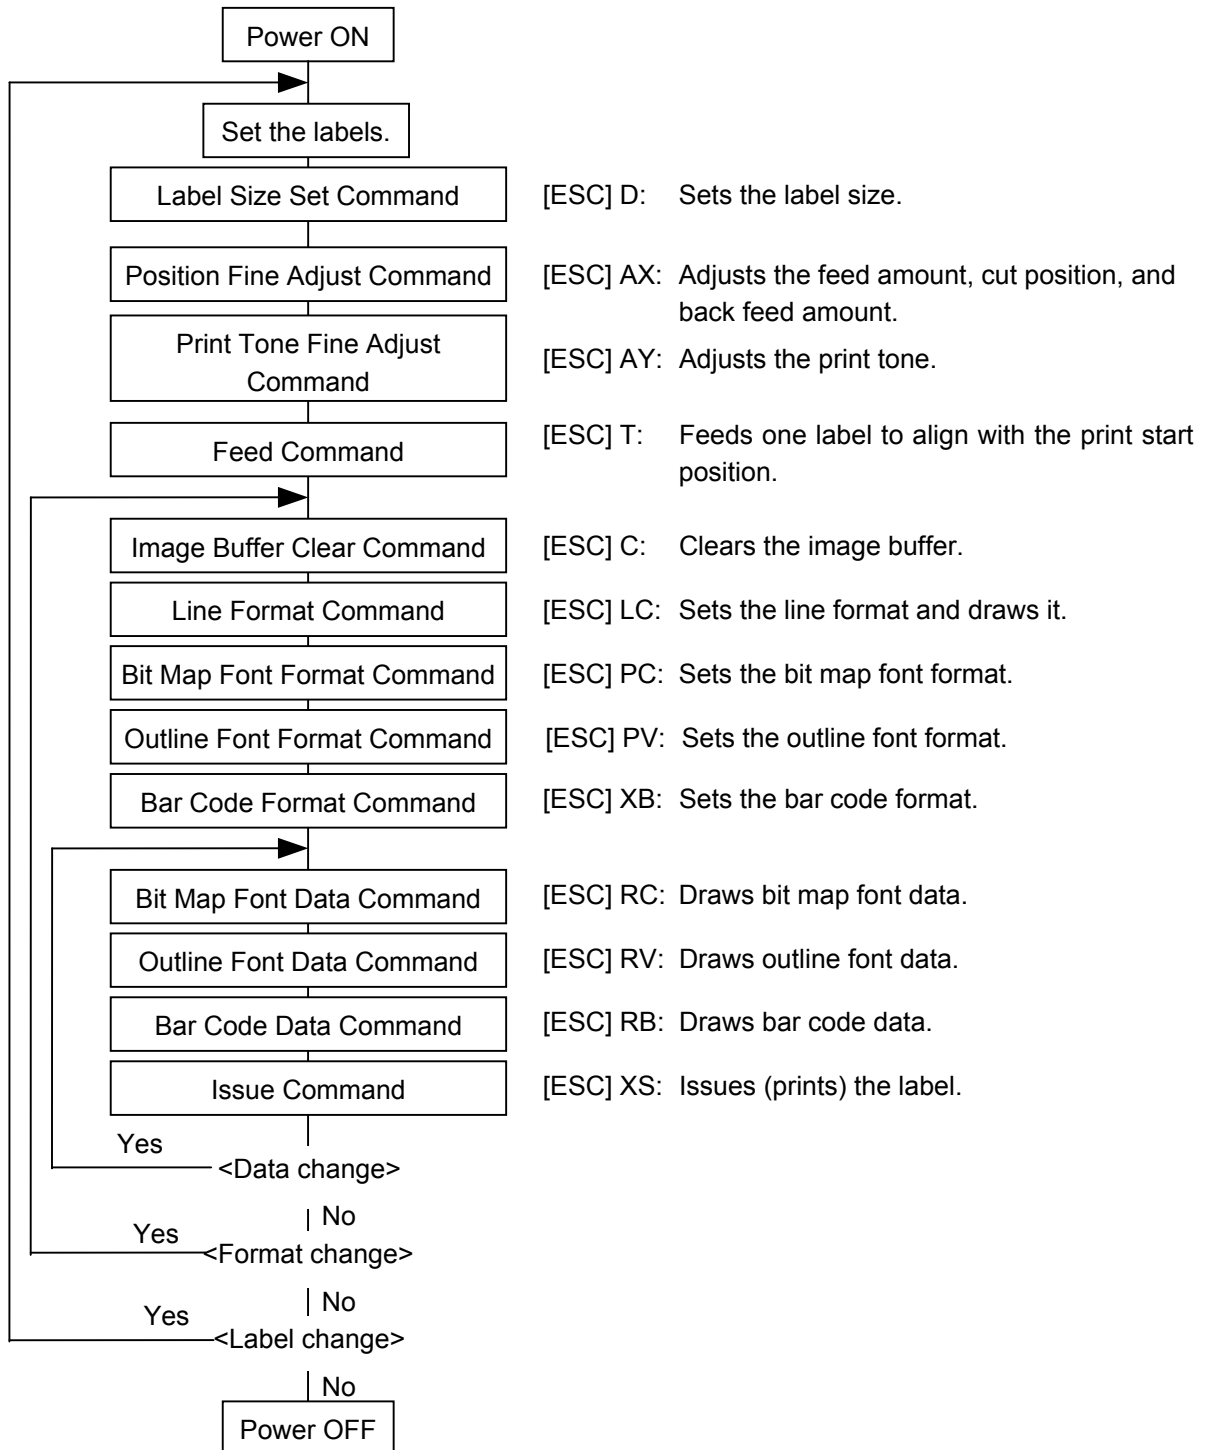 Power ON
Set the labels.
Label Size Set Command [ESC] D: Sets the label size.
Position Fine Adjust Command [ESC] AX: Adjusts the feed amount, cut position, and
back feed amount.
Print Tone Fine Adjust
Command [ESC] AY: Adjusts the print tone.
Feed Command [ESC] T: Feeds one label to align with the print start
position.
Image Buffer Clear Command [ESC] C: Clears the image buffer.
Line Format Command [ESC] LC: Sets the line format and draws it.
Bit Map Font Format Command [ESC] PC: Sets the bit map font format.
Outline Font Format Command [ESC] PV: Sets the outline font format.
Bar Code Format Command [ESC] XB: Sets the bar code format.
Bit Map Font Data Command [ESC] RC: Draws bit map font data.
Outline Font Data Command [ESC] RV: Draws outline font data.
Bar Code Data Command [ESC] RB: Draws bar code data.
Issue Command [ESC] XS: Issues (prints) the label.
Yes
<Data change>
No
Yes
<Format change>
No
Yes
<Label change>
No
Power OFF